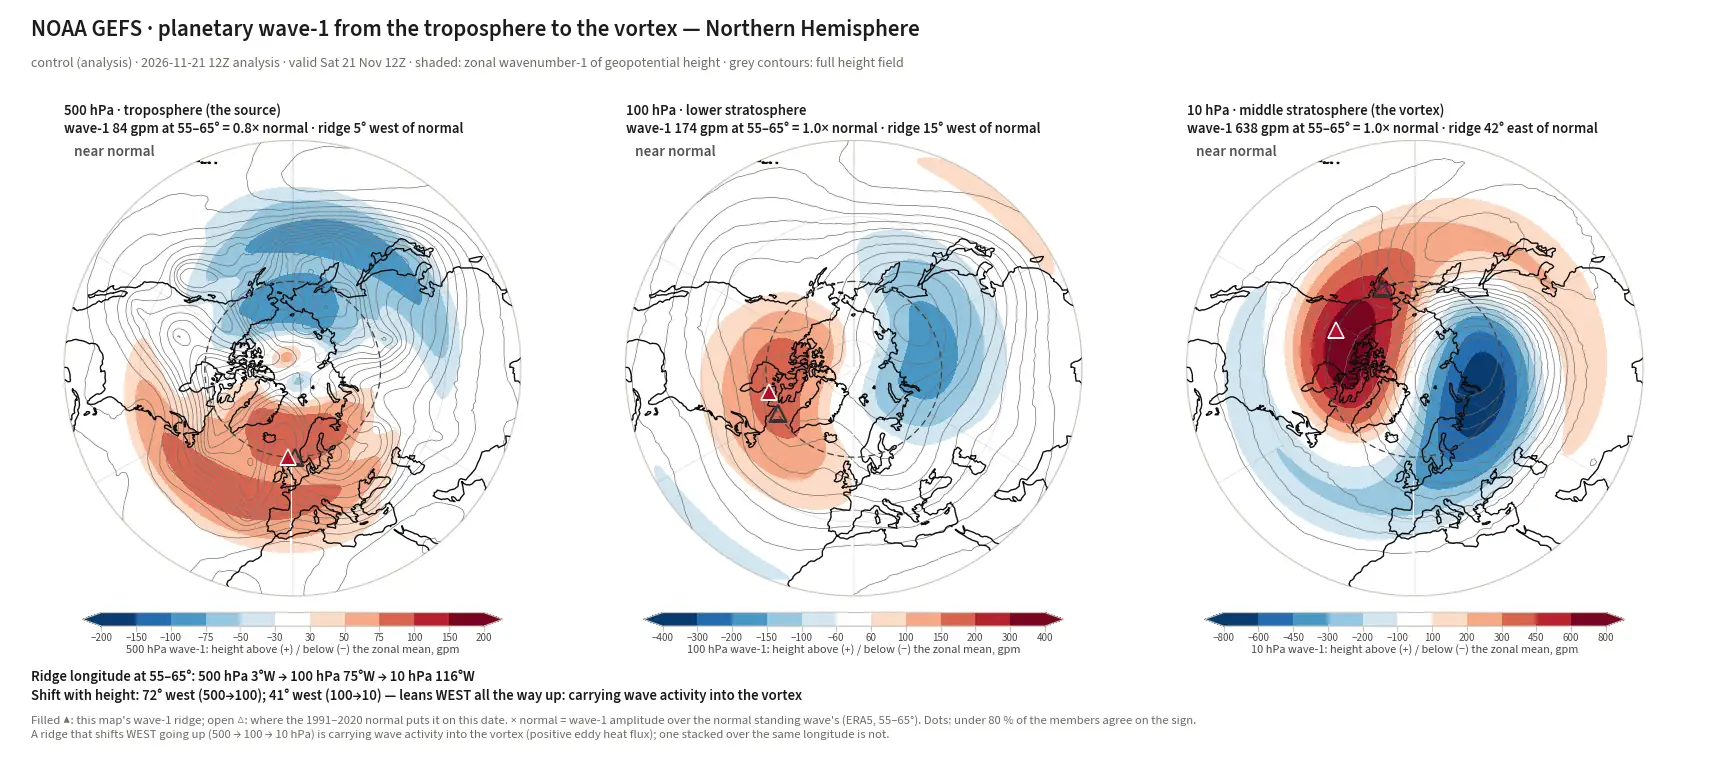 NOAA GEFS · planetary wave-1 from the troposphere to the vortex — Northern Hemisphere
control (analysis) · 2026-11-21 12Z analysis · valid Sat 21 Nov 12Z · shaded: zonal wavenumber-1 of geopotential height · grey contours: full height field
500 hPa · troposphere (the source)
wave-1 84 gpm at 55–65° = 0.8× normal · ridge 5° west of normal
near normal
100 hPa · lower stratosphere
wave-1 174 gpm at 55–65° = 1.0× normal · ridge 15° west of normal
near normal
10 hPa · middle stratosphere (the vortex)
wave-1 638 gpm at 55–65° = 1.0× normal · ridge 42° east of normal
near normal
−200 −150 −100 −75 −50 −30 30 50 75 100 150 200
500 hPa wave-1: height above (+) / below (−) the zonal mean, gpm
−400 −300 −200 −150 −100 −60 60 100 150 200 300 400
100 hPa wave-1: height above (+) / below (−) the zonal mean, gpm
−800 −600 −450 −300 −200 −100 100 200 300 450 600 800
10 hPa wave-1: height above (+) / below (−) the zonal mean, gpm
Ridge longitude at 55–65°: 500 hPa 3°W → 100 hPa 75°W → 10 hPa 116°W
Shift with height: 72° west (500→100); 41° west (100→10) — leans WEST all the way up: carrying wave activity into the vortex
Filled ▲: this map's wave-1 ridge; open △: where the 1991–2020 normal puts it on this date. × normal = wave-1 amplitude over the normal standing wave's (ERA5, 55–65°). Dots: under 80 % of the members agree on the sign.
A ridge that shifts WEST going up (500 → 100 → 10 hPa) is carrying wave activity into the vortex (positive eddy heat flux); one stacked over the same longitude is not.